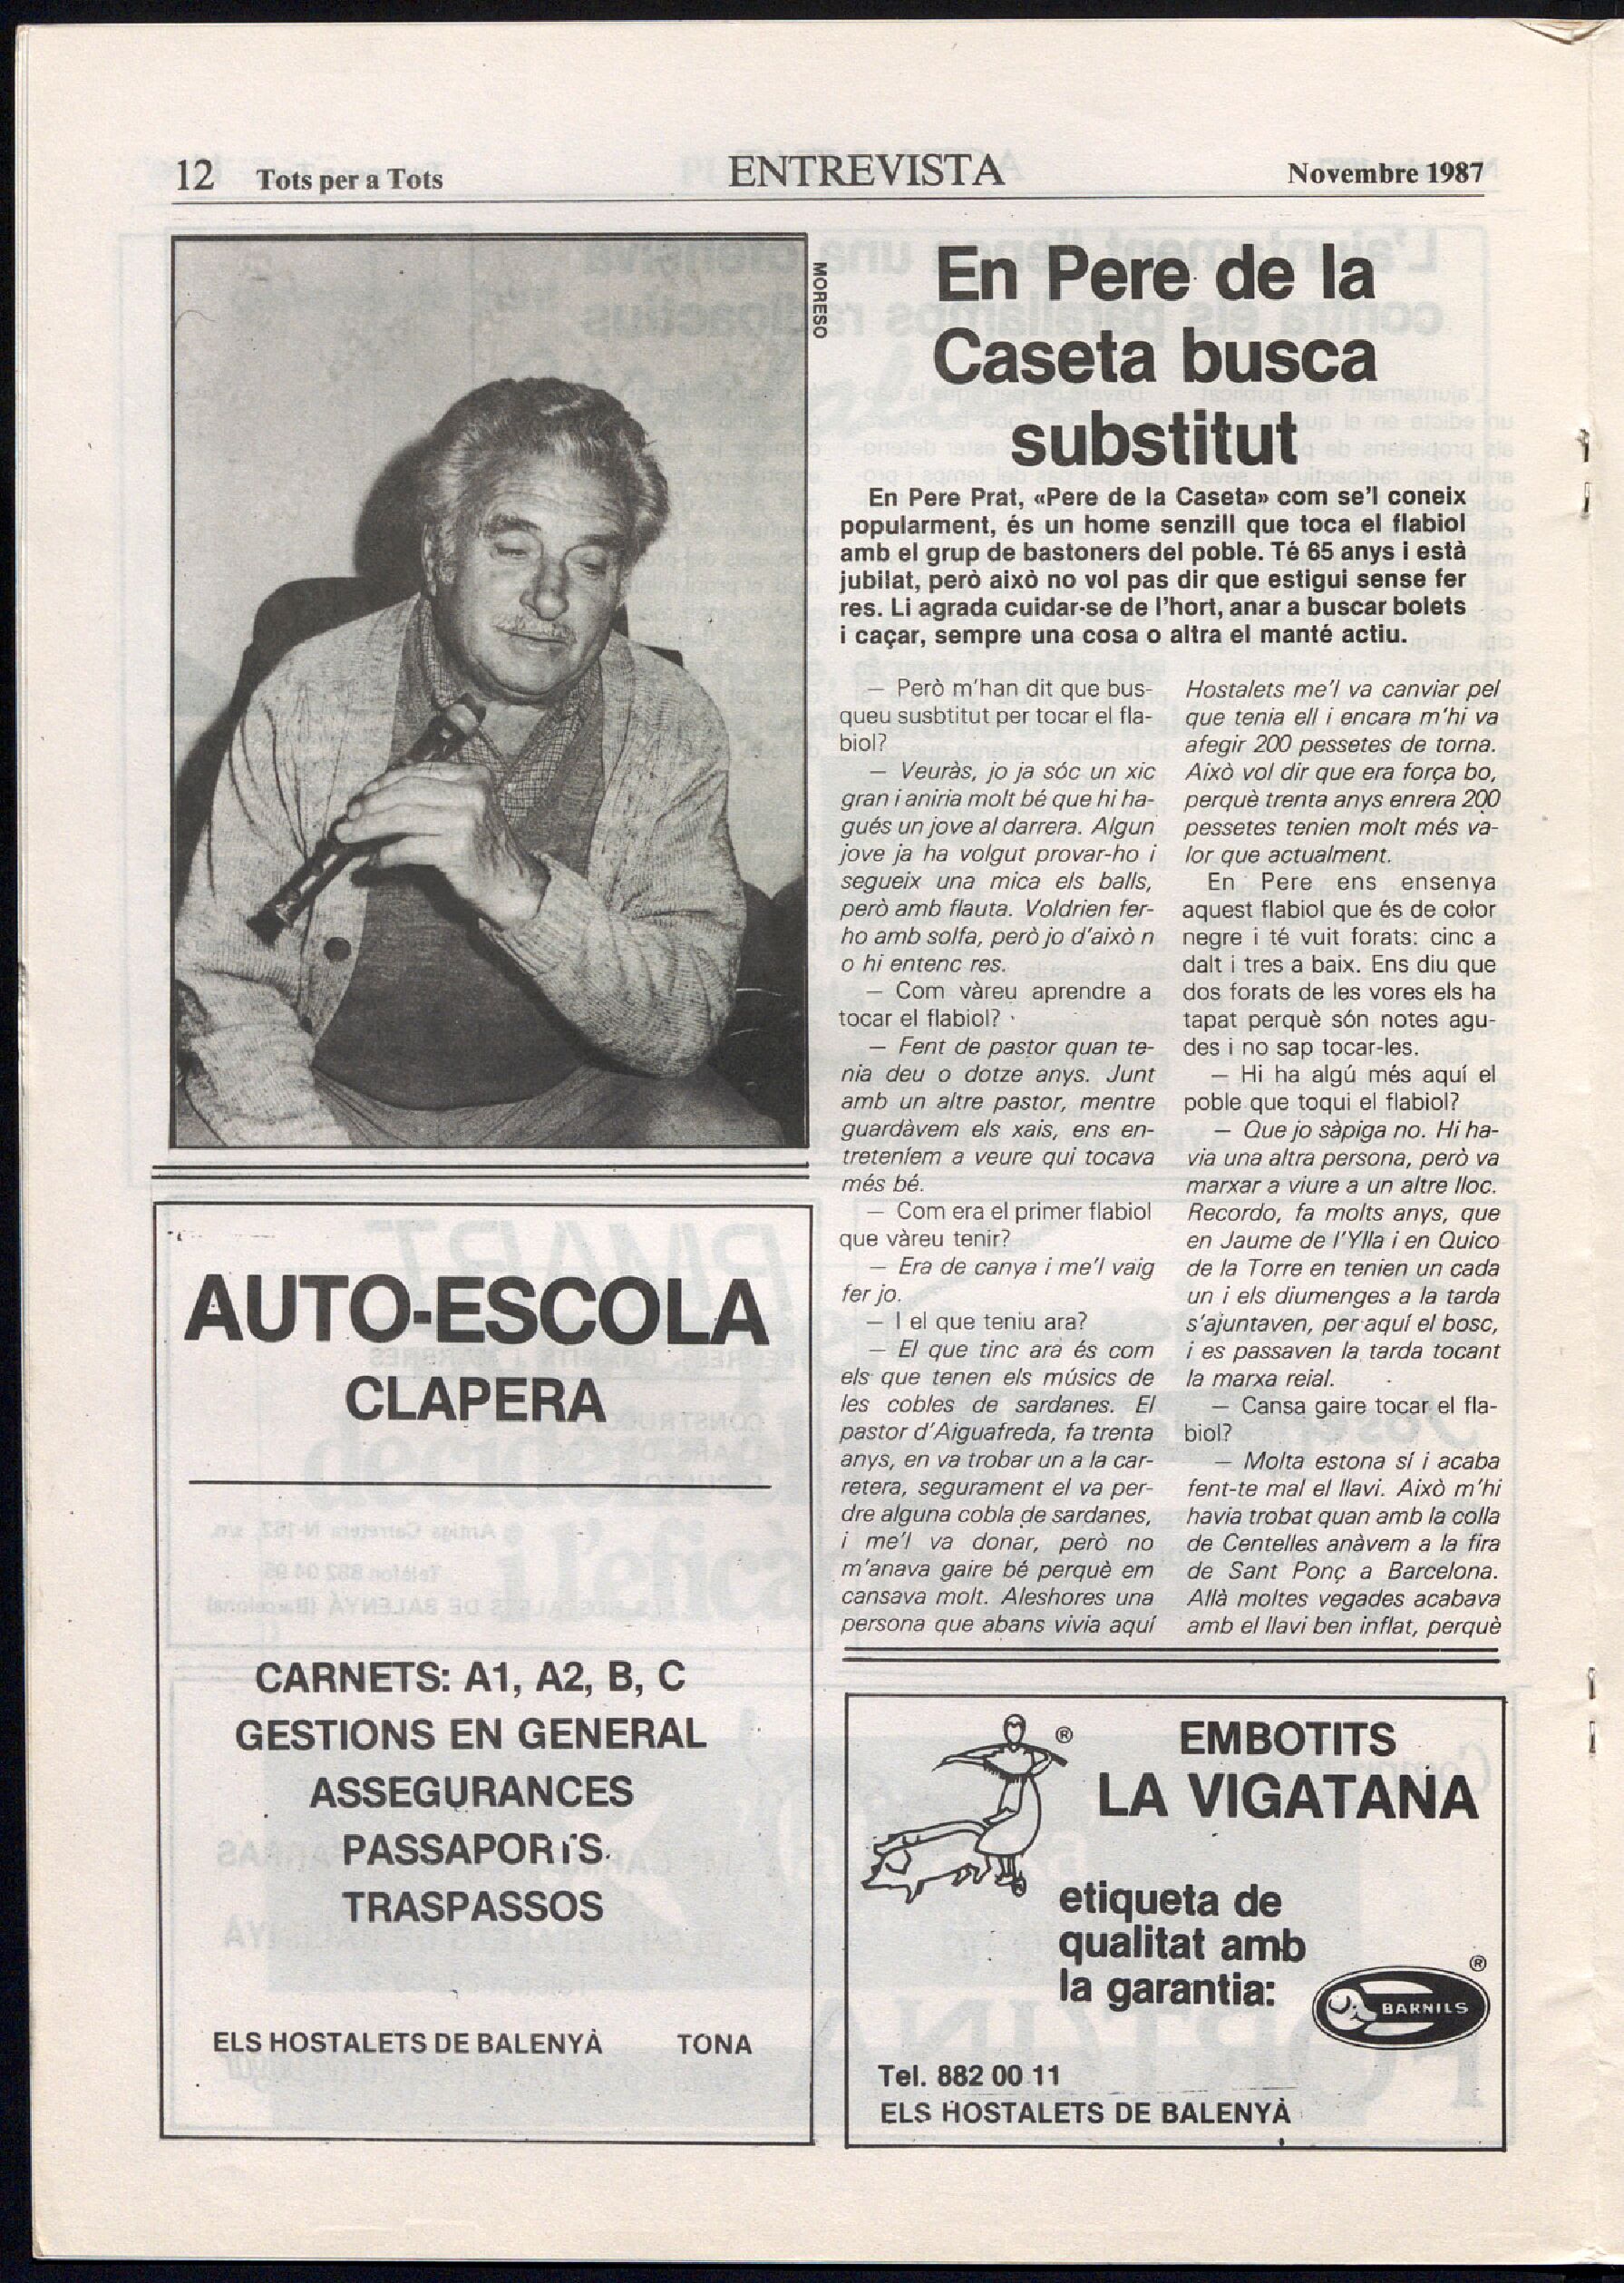 12 Tots per a Tots
ENTREVISTA
Novembre 1987
MORESO
En Pere de la
Caseta busca
substitut
En Pere Prat, «Pere de la Caseta» com se'l coneix
popularment, és un home senzill que toca el flabiol
amb el grup de bastoners del poble. Té 65 anys i està
jubilat, però això no vol pas dir que estigui sense fer
res. Li agrada cuidar-se de l'hort, anar a buscar bolets
i caçar, sempre una cosa o altra el manté actiu.
— Però m'han dit que bus-
queu susbtitut per tocar el fla-
biol?
— Veuràs, jo ja sóc un xic
gran i aniria molt bé que hi ha-
gués un jove al darrera. Algun
jove ja ha volgut provar-ho i
segueix una mica els balls,
però amb flauta. Voldrien fer-
ho amb solfa, però jo d'això n
o hi entenc res.
— Com vàreu aprendre a
tocar el flabiol?
— Fent de pastor quan te-
nia deu o dotze anys. Junt
amb un altre pastor, mentre
guardàvem els xais, ens en-
treteníem a veure qui tocava
més bé.
— Com era el primer flabiol
que vàreu tenir?
— Era de canya i me'l vaig
fer jo.
— I el que teniu ara?
— El que tinc ara és com
els que tenen els músics de
les cobles de sardanes. El
pastor d'Aiguafreda, fa trenta
anys, en va trobar un a la car-
retera, segurament el va per-
dre alguna cobla de sardanes,
i me'l va donar, però no
m'anava gaire bé perquè em
cansava molt. Aleshores una
persona que abans vivia aquí
Hostalets me'l va canviar pel
que tenia ell i encara m'hi va
afegir 200 pessetes de torna.
Això vol dir que era força bo,
perquè trenta anys enrera 200
pessetes tenien molt més va-
lor que actualment.
En Pere ens ensenya
aquest flabiol que és de color
negre i té vuit forats: cinc a
dalt i tres a baix. Ens diu que
dos forats de les vores els ha
tapat perquè són notes agu-
des i no sap tocar-les.
— Hi ha algú més aquí el
poble que toqui el flabiol?
— Que jo sàpiga no. Hi ha-
via una altra persona, però va
marxar a viure a un altre lloc.
Recordo, fa molts anys, que
en Jaume de l'Ylla i en Quico
de la Torre en tenien un cada
un i els diumenges a la tarda
s'ajuntaven, per aquí el bosc,
i es passaven la tarda tocant
la marxa reial.
— Cansa gaire tocar el fla-
biol?
— Molta estona sí i acaba
fent-te mal el llavi. Això m'hi
havia trobat quan amb la colla
de Centelles anàvem a la fira
de Sant Ponç a Barcelona.
Allà moltes vegades acabava
amb el llavi ben inflat, perquè
AUTO-ESCOLA
CLAPERA
CARNETS: A1, A2, B, C
GESTIONS EN GENERAL
ASSEGURANCES
PASSAPORTS
TRASPASSOS
ELS HOSTALETS DE BALENYÀ TONA
®
EMBOTITS
LA VIGATANA
etiqueta de
qualitat amb
la garantia:
®
BARNILS
Tel. 882 00 11
ELS HOSTALETS DE BALENYÀ